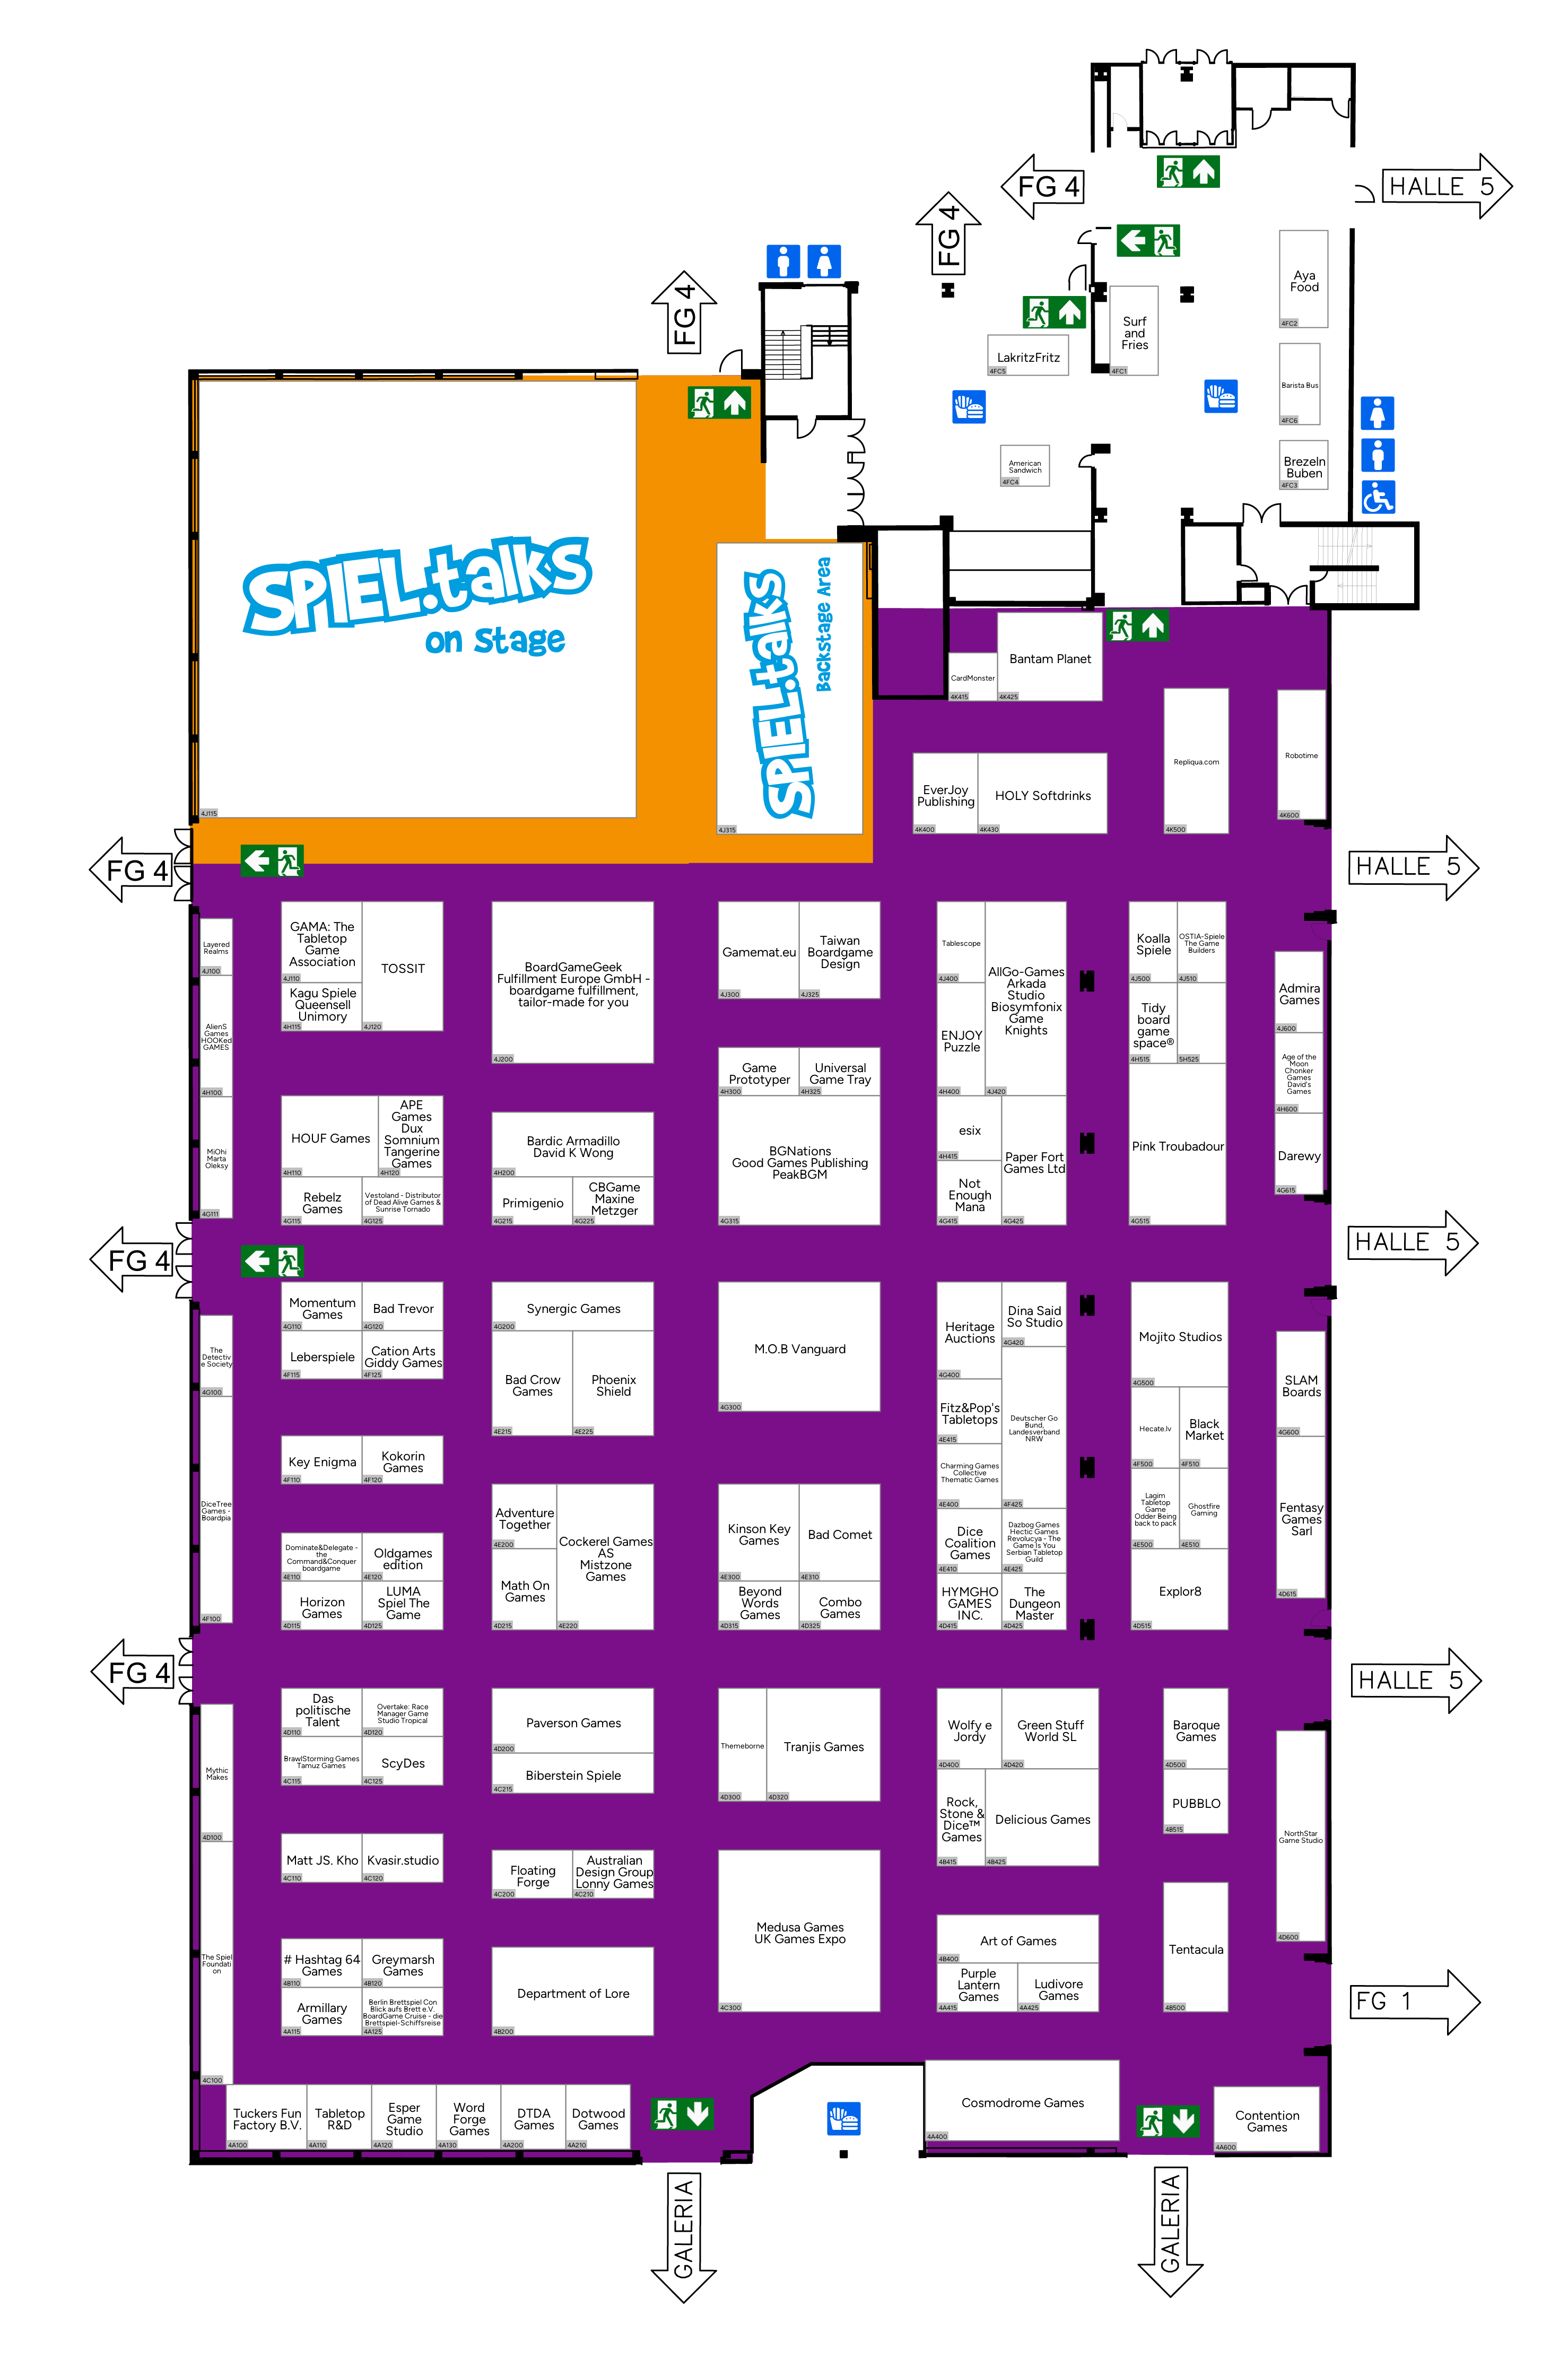 FG 4
HALLE 5
FG 4
FG 4
Aya
Food
4FC2
Surf
and
Fries
4FC1
LakritzFritz
4FC5
Barista Bus
4FC6
American
Sandwich
4FC4
Brezeln
Buben
4FC3
SPIEL.talks
on Stage
4J115
SPIEL.talks
Backstage Area
4J315
CardMonster
4K415
Bantam Planet
4K425
Repliqua.com
4K500
Robotime
4K600
EverJoy
Publishing
4K400
HOLY Softdrinks
4K430
FG 4
HALLE 5
Layered
Realms
4J100
GAMA: The
Tabletop
Game
Association
4J110
TOSSIT
4J120
Kagu Spiele
Queensell
Unimory
4H115
BoardGameGeek
Fulfillment Europe GmbH -
boardgame fulfillment,
tailor-made for you
4J200
Gamemat.eu
4J300
Taiwan
Boardgame
Design
4J325
Tablescope
4J400
AllGo-Games
Arkada
Studio
Biosymfonix
Game
Knights
4J420
ENJOY
Puzzle
4H400
Koalla
Spiele
4J500
OSTIA-Spiele
The Game
Builders
4J510
Tidy
board
game
space®
4H515
5H525
Admira
Games
4J600
AlienS
Games
HOOKed
GAMES
4H100
Age of the
Moon
Chonker
Games
David's
Games
4H600
Game
Prototyper
4H300
Universal
Game Tray
4H325
MiOhi
Marta
Oleksy
4G111
HOUF Games
4H110
APE
Games
Dux
Somnium
Tangerine
Games
4H120
Rebelz
Games
4G115
Vestoland - Distributor
of Dead Alive Games &
Sunrise Tornado
4G125
Bardic Armadillo
David K Wong
4H200
Primigenio
4G215
CBGame
Maxine
Metzger
4G225
BGNations
Good Games Publishing
PeakBGM
4G315
esix
4H415
Not
Enough
Mana
4G415
Paper Fort
Games Ltd
4G425
Pink Troubadour
4G515
Darewy
4G615
FG 4
HALLE 5
The
Detectiv
e Society
4G100
Momentum
Games
4G110
Bad Trevor
4G120
Leberspiele
4F115
Cation Arts
Giddy Games
4F125
Synergic Games
4G200
Bad Crow
Games
4E215
Phoenix
Shield
4E225
M.O.B Vanguard
4G300
Heritage
Auctions
4G400
Dina Said
So Studio
4G420
Fitz&Pop's
Tabletops
4E415
Deutscher Go
Bund,
Landesverband
NRW
4F425
Charming Games
Collective
Thematic Games
4E400
Mojito Studios
4G500
Hecate.lv
4F500
Black
Market
4F510
SLAM
Boards
4G600
DiceTree
Games -
Boardpia
4F100
Key Enigma
4F110
Kokorin
Games
4F120
Dominate&Delegate -
the
Command&Conquer
boardgame
4E110
Oldgames
edition
4E120
Horizon
Games
4D115
LUMA
Spiel The
Game
4D125
Adventure
Together
4E200
Math On
Games
4D215
Cockerel Games
AS
Mistzone
Games
4E220
Kinson Key
Games
4E300
Bad Comet
4E310
Beyond
Words
Games
4D315
Combo
Games
4D325
Dice
Coalition
Games
4E410
Dazbog Games
Hectic Games
Revolucya - The
Game Is You
Serbian Tabletop
Guild
4E425
HYMGHO
GAMES
INC.
4D415
The
Dungeon
Master
4D425
Lagim
Tabletop
Game
Odder Being
back to pack
4E500
Ghostfire
Gaming
4E510
Explor8
4D515
Fentasy
Games
Sarl
4D615
FG 4
HALLE 5
Mythic
Makes
4D100
Das
politische
Talent
4D110
Overtake: Race
Manager Game
Studio Tropical
4D120
BrawlStorming Games
Tamuz Games
4C115
ScyDes
4C125
Paverson Games
4D200
Biberstein Spiele
4C215
Themeborne
4D300
Tranjis Games
4D320
Wolfy e
Jordy
4D400
Green Stuff
World SL
4D420
Rock,
Stone &
Dice™
Games
4B415
Delicious Games
4B425
Baroque
Games
4D500
PUBBLO
4B515
NorthStar
Game Studio
4D600
Matt JS. Kho
4C110
Kvasir.studio
4C120
Floating
Forge
4C200
Australian
Design Group
Lonny Games
4C210
Medusa Games
UK Games Expo
4C300
The Spiel
Foundati
on
4C100
# Hashtag 64
Games
4B110
Greymarsh
Games
4B120
Armillary
Games
4A115
Berlin Brettspiel Con
Blick aufs Brett e.V.
BoardGame Cruise - die
Brettspiel-Schiffsreise
4A125
Department of Lore
4B200
Art of Games
4B400
Purple
Lantern
Games
4A415
Ludivore
Games
4A425
Tentacula
4B500
FG 1
Tuckers Fun
Factory B.V.
4A100
Tabletop
R&D
4A110
Esper
Game
Studio
4A120
Word
Forge
Games
4A130
DTDA
Games
4A200
Dotwood
Games
4A210
Cosmodrome Games
4A400
Contention
Games
4A600
GALERIA
GALERIA